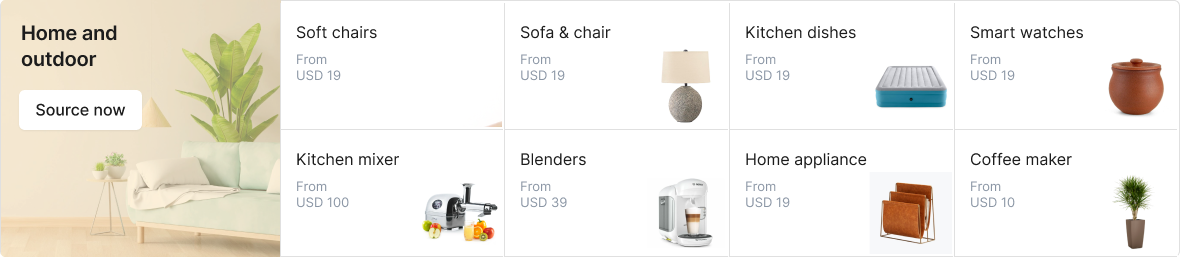 Home and
outdoor
Source now
Soft chairs
From
USD 19
Sofa & chair
From
USD 19
Kitchen dishes
From
USD 19
Smart watches
From
USD 19
Kitchen mixer
From
USD 100
Blenders
From
USD 39
Home appliance
From
USD 19
Coffee maker
From
USD 10